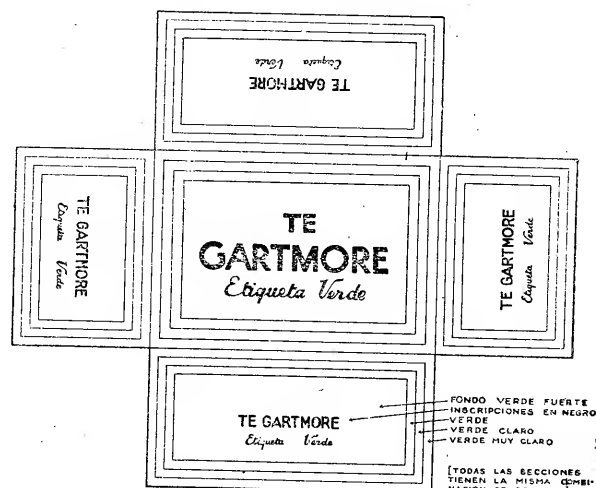 TE GARTMORE
Etiqueta Verde
TE GARTMORE
Etiqueta Verde
TE
GARTMORE
Etiqueta Verde
TE GARTMORE
Etiqueta Verde
TE GARTMORE
Etiqueta Verde
FONDO VERDE FUERTE
INSCRIPCIONES EN NEGRO
VERDE
VERDE CLARO
VERDE MUY CLARO
[TODAS LAS SECCIONES
TIENEN LA MISMA COMBI-